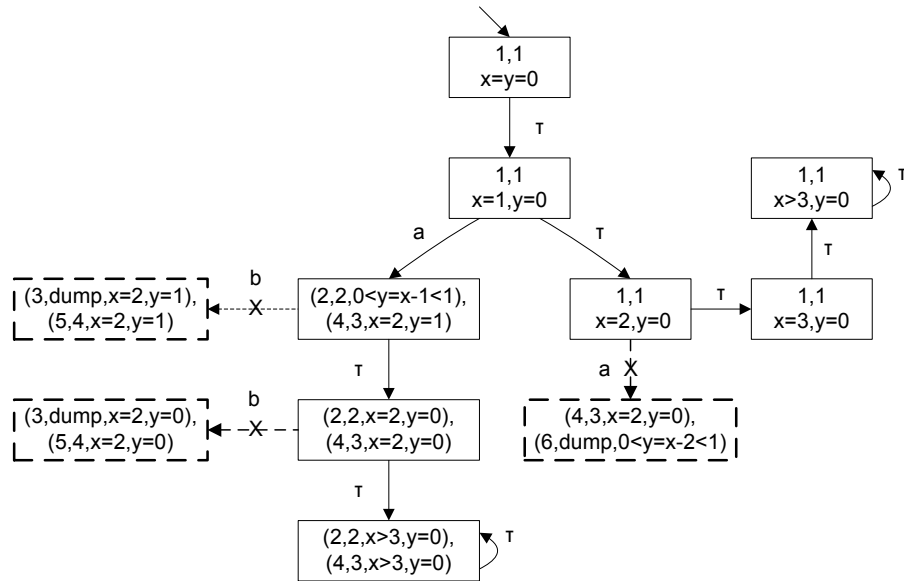 1,1
x=y=0
τ
1,1
x=1,y=0
1,1
x>3,y=0
τ
a
τ
τ
(3,dump,x=2,y=1),
(5,4,x=2,y=1)
b
X
(2,2,0<y=x-1<1),
(4,3,x=2,y=1)
1,1
x=2,y=0
τ
1,1
x=3,y=0
τ
a
X
(3,dump,x=2,y=0),
(5,4,x=2,y=0)
b
X
(2,2,x=2,y=0),
(4,3,x=2,y=0)
(4,3,x=2,y=0),
(6,dump,0<y=x-2<1)
τ
(2,2,x>3,y=0),
(4,3,x>3,y=0)
τ